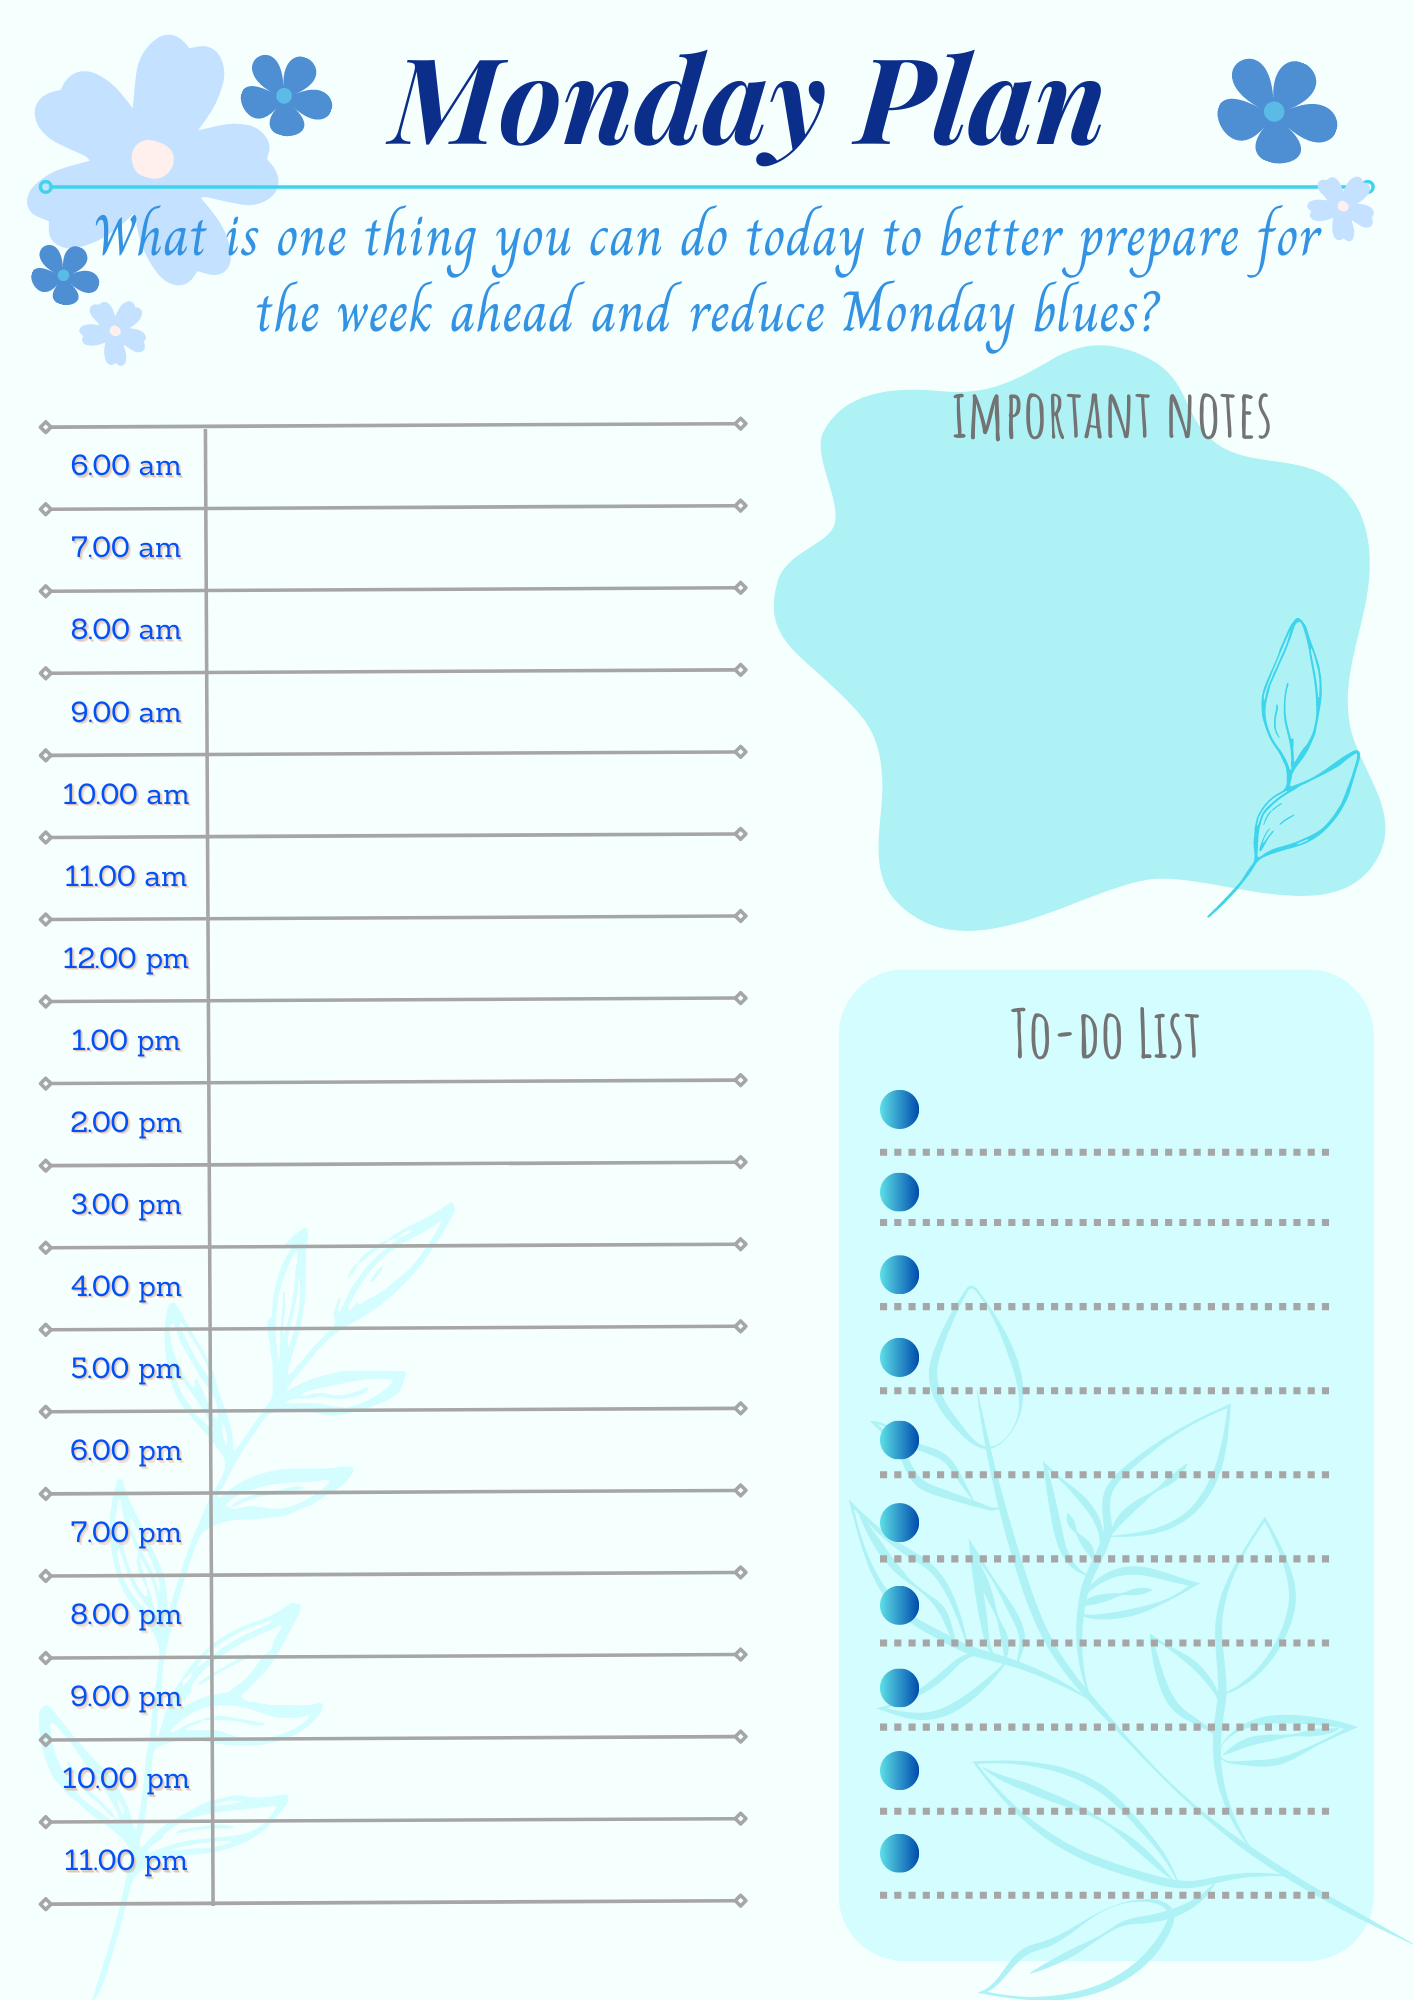 Monday Plan
What is one thing you can do today to better prepare for
the week ahead and reduce Monday blues?
IMPORTANT NOTES
6.00 am
7.00 am
8.00 am
9.00 am
10.00 am
11.00 am
12.00 pm
1.00 pm
2.00 pm
3.00 pm
4.00 pm
5.00 pm
6.00 pm
7.00 pm
8.00 pm
9.00 pm
10.00 pm
11.00 pm
To-do List